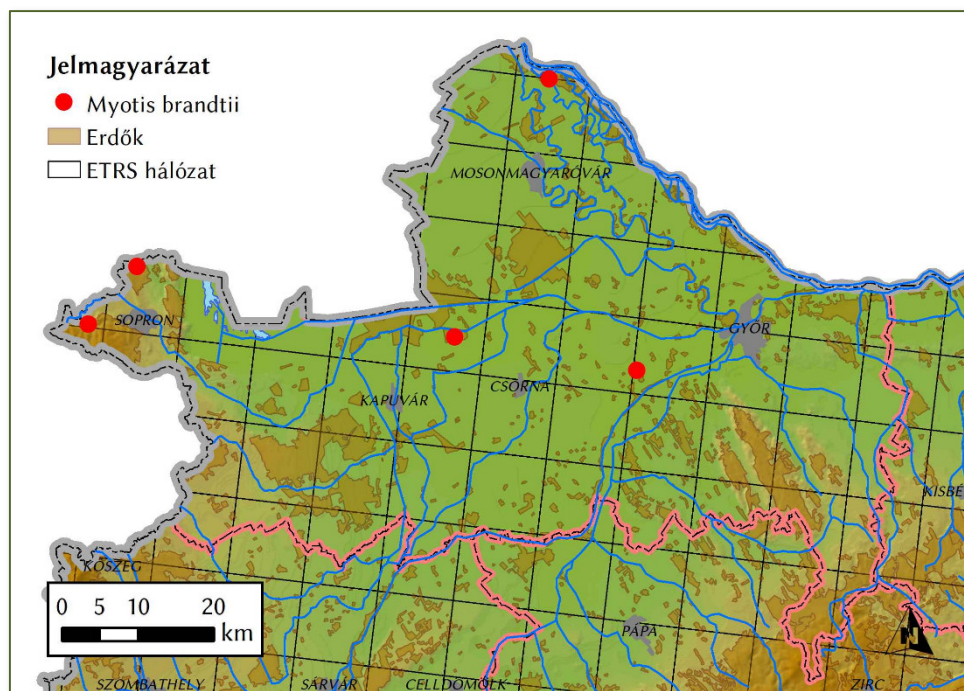 Jelmagyarázat
Myotis brandtii
Erdők
ETRS hálózat
MOSONMAGYARÓVÁR
SOPRON
GYŐR
CSORNA
KAPUVÁR
KISBÉ
KŐSZEG
0 5 10 20
km
N
PÁPA
SZOMBATHELY
SÁRVÁR
CELLDÖMÖLK
ZIRC